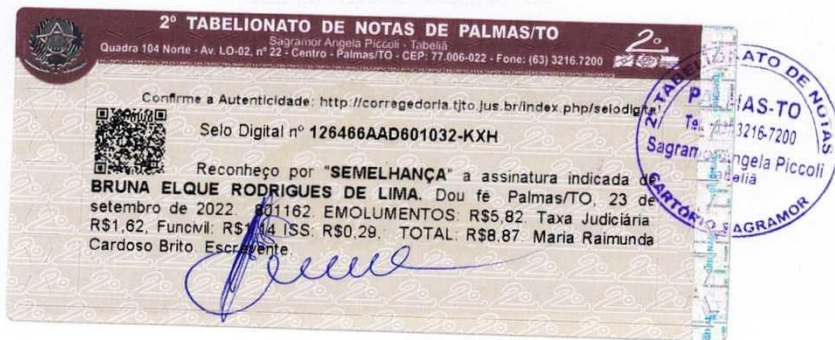 2º TABELIONATO DE NOTAS DE PALMAS/TO
Sagramor Angela Piccoli - Tabeliã
Quadra 104 Norte - Av. LO-02, nº 22 - Centro - Palmas/TO - CEP: 77.006-022 - Fone: (63) 3216.7200
2º
Confirme a Autenticidade: http://corregedoria.tjto.jus.br/index.php/selodigital
Selo Digital nº 126466AAD601032-KXH
Reconheço por "SEMELHANÇA" a assinatura indicada de
BRUNA ELQUE RODRIGUES DE LIMA. Dou fé Palmas/TO, 23 de
setembro de 2022. 801162. EMOLUMENTOS: R$5,82. Taxa Judiciária
R$1,62, Funcivil: R$1,14 ISS: R$0,29, TOTAL: R$8,87 Maria Raimunda
Cardoso Brito. Escrevente.
2º TABELIONATO DE NOTAS
PALMAS-TO
3216-7200
Sagramor Angela Piccoli
Tabeliã
CARTÓRIO SAGRAMOR